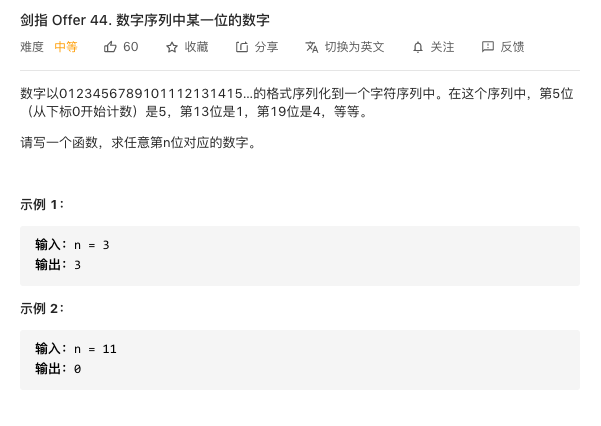 剑指 Offer 44. 数字序列中某一位的数字
难度 中等 60 收藏 分享 切换为英文 关注 反馈
数字以0123456789101112131415…的格式序列化到一个字符序列中。在这个序列中，第5位
（从下标0开始计数）是5，第13位是1，第19位是4，等等。
请写一个函数，求任意第n位对应的数字。
示例 1：
输入：n = 3
输出：3
示例 2：
输入：n = 11
输出：0